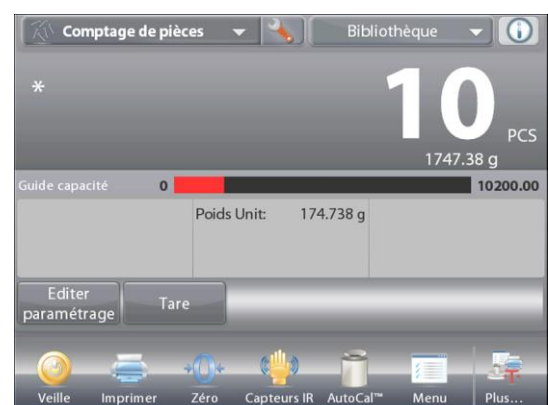 Comptage de pièces
Bibliothèque
*
10
PCS
1747.38 g
Guide capacité 0 10200.00
Poids Unit: 174.738 g
Editer
paramétrage
Tare
Veille Imprimer Zéro Capteurs IR AutoCal™ Menu Plus...